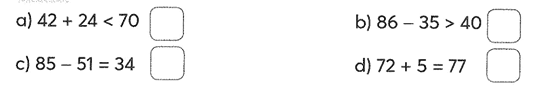 a) 42 + 24 < 70 b) 86 – 35 > 40
c) 85 – 51 = 34 d) 72 + 5 = 77